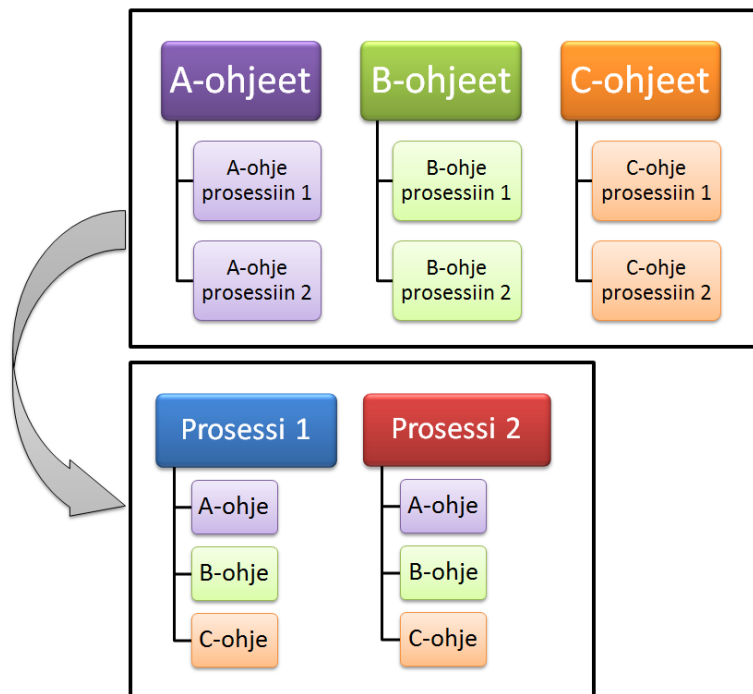 A-ohjeet
B-ohjeet
C-ohjeet
A-ohje
prosessiin 1
B-ohje
prosessiin 1
C-ohje
prosessiin 1
A-ohje
prosessiin 2
B-ohje
prosessiin 2
C-ohje
prosessiin 2
Prosessi 1
Prosessi 2
A-ohje
A-ohje
B-ohje
B-ohje
C-ohje
C-ohje